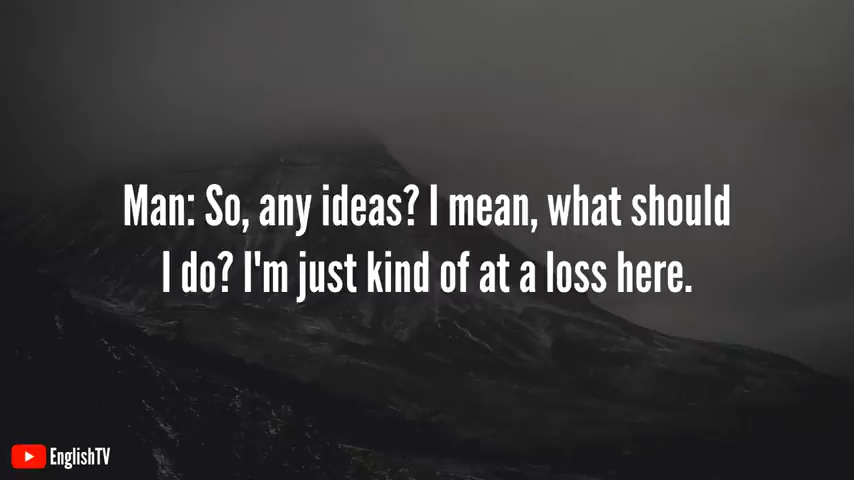 Man: So, any ideas? I mean, what should
I do? I'm just kind of at a loss here.
EnglishTV